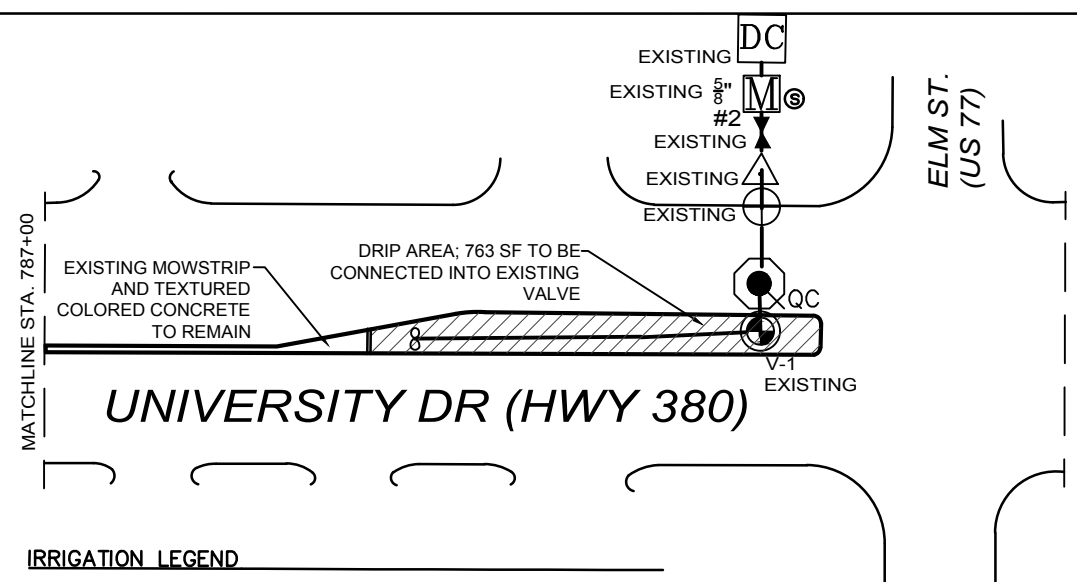 DC
EXISTING
EXISTING 5/8" M S
#2
EXISTING
EXISTING
EXISTING
ELM ST.
(US 77)
MATCHLINE STA. 787+00
EXISTING MOWSTRIP
AND TEXTURED
COLORED CONCRETE
TO REMAIN
DRIP AREA; 763 SF TO BE
CONNECTED INTO EXISTING
VALVE
QC
8
V-1
EXISTING
UNIVERSITY DR (HWY 380)
IRRIGATION LEGEND